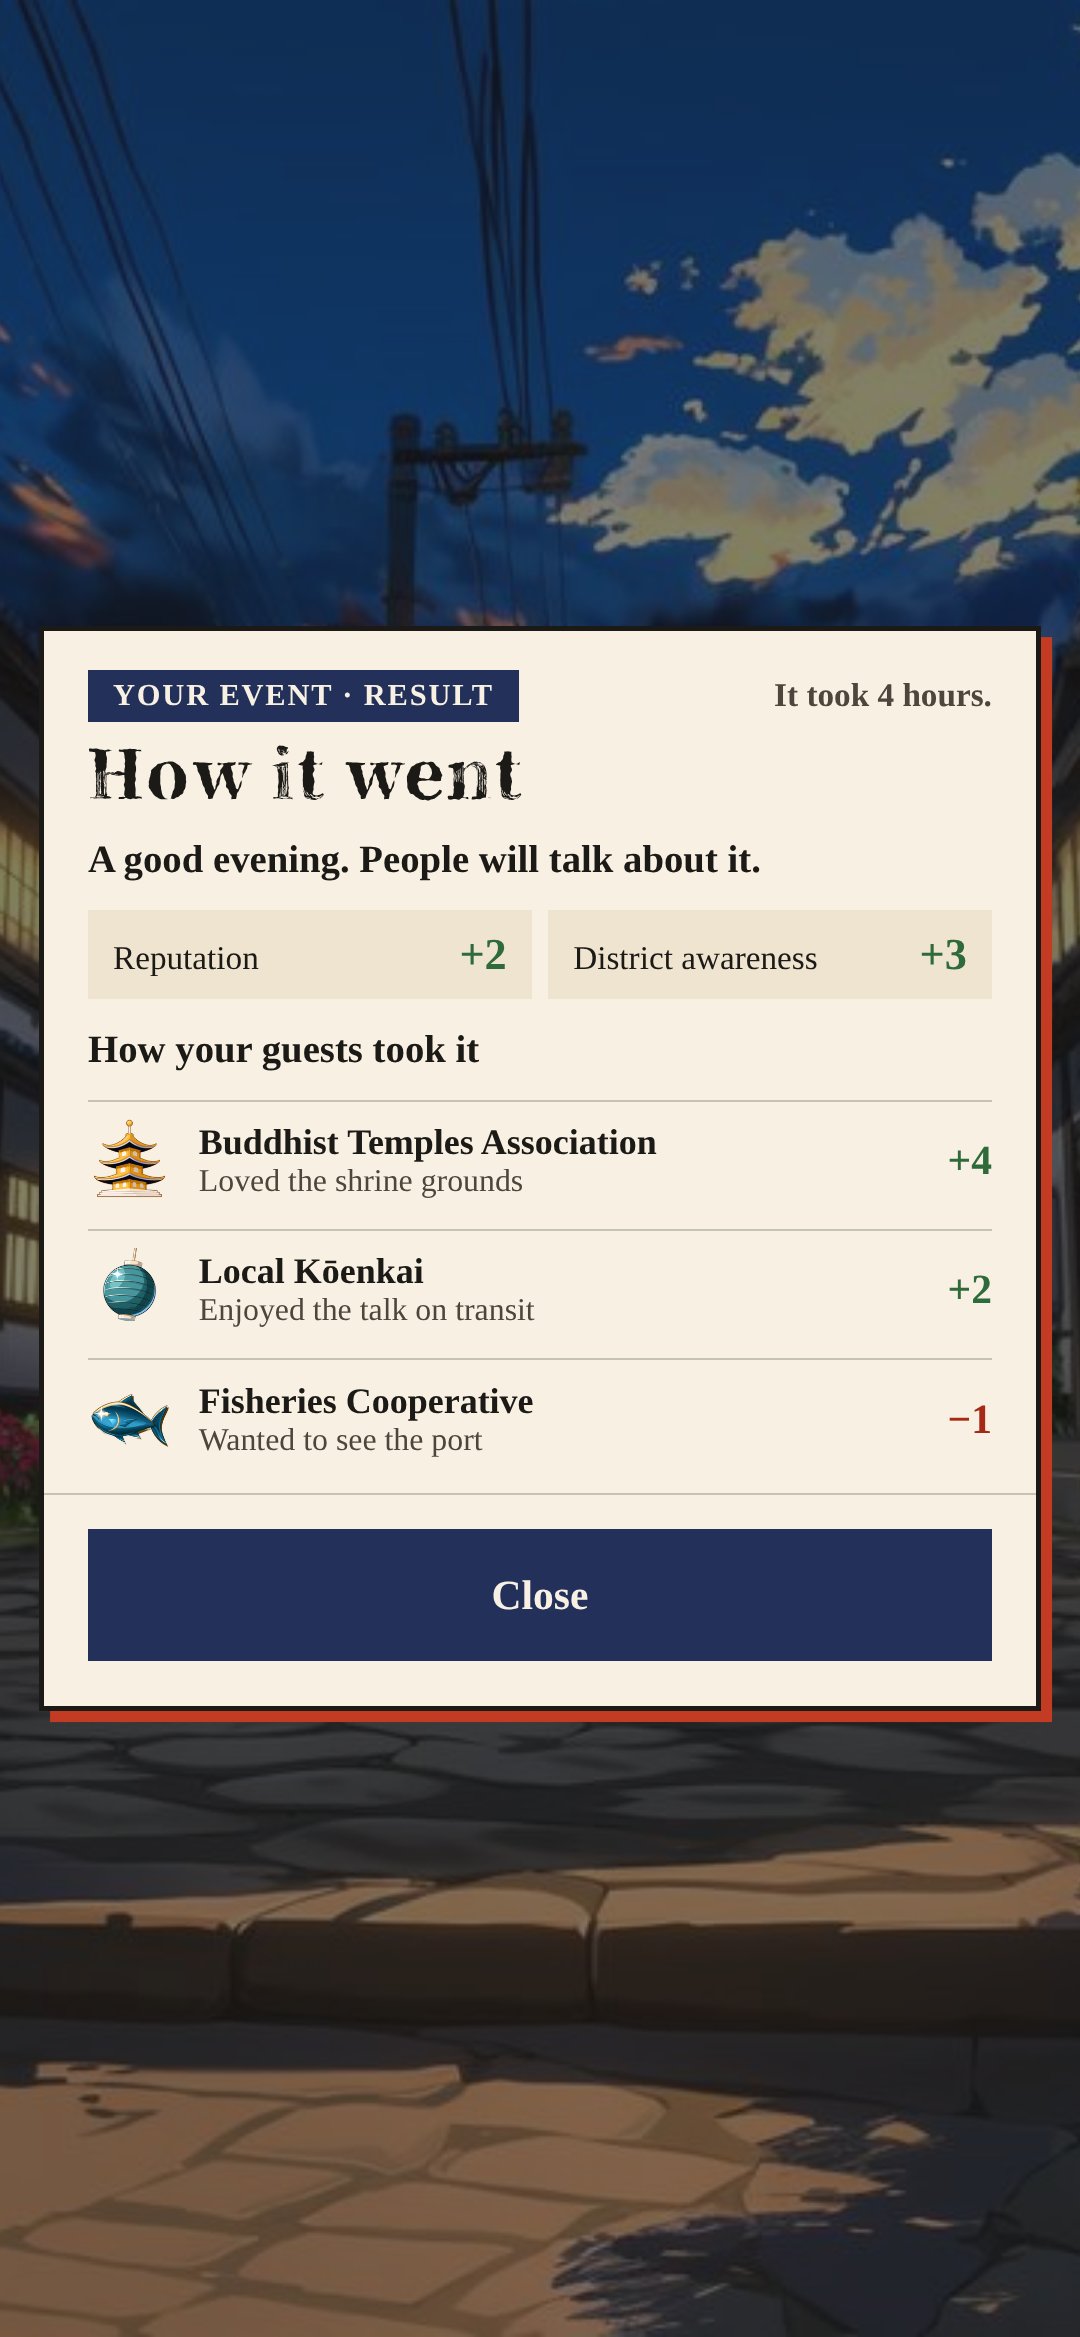 YOUR EVENT · RESULT
It took 4 hours.
How it went
A good evening. People will talk about it.
Reputation +2
District awareness +3
How your guests took it
Buddhist Temples Association
Loved the shrine grounds
+4
Local Kōenkai
Enjoyed the talk on transit
+2
Fisheries Cooperative
Wanted to see the port
−1
Close